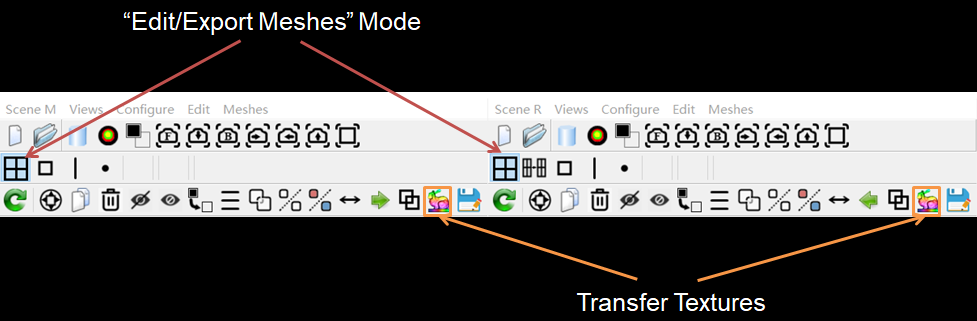 “Edit/Export Meshes” Mode
Scene M Views Configure Edit Meshes Scene R Views Configure Edit Meshes
F B F B
Transfer Textures